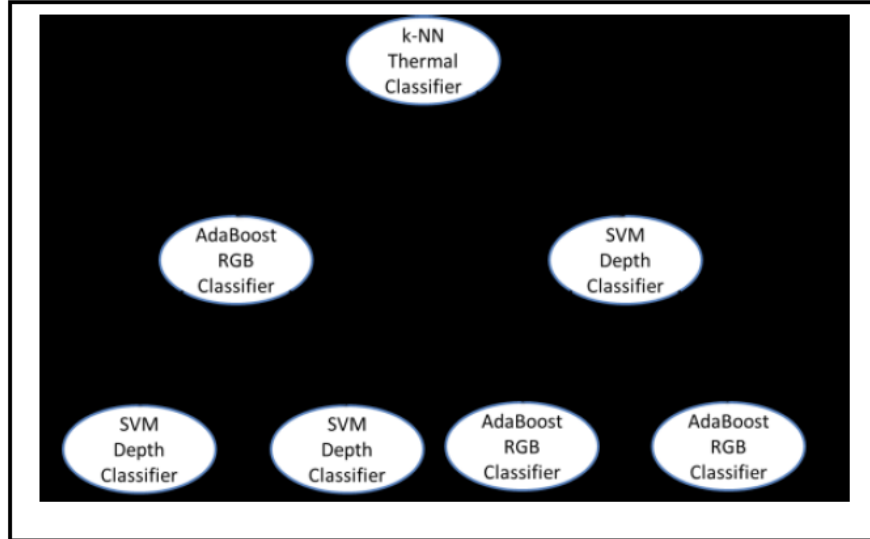 k-NN
Thermal
Classifier
AdaBoost
RGB
Classifier
SVM
Depth
Classifier
SVM
Depth
Classifier
SVM
Depth
Classifier
AdaBoost
RGB
Classifier
AdaBoost
RGB
Classifier